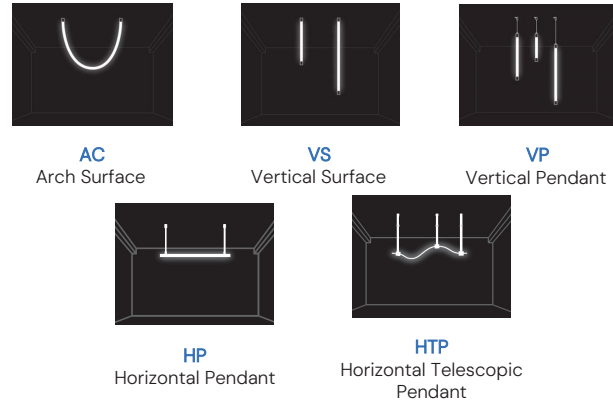 AC
Arch Surface
VS
Vertical Surface
VP
Vertical Pendant
HP
Horizontal Pendant
HTP
Horizontal Telescopic
Pendant